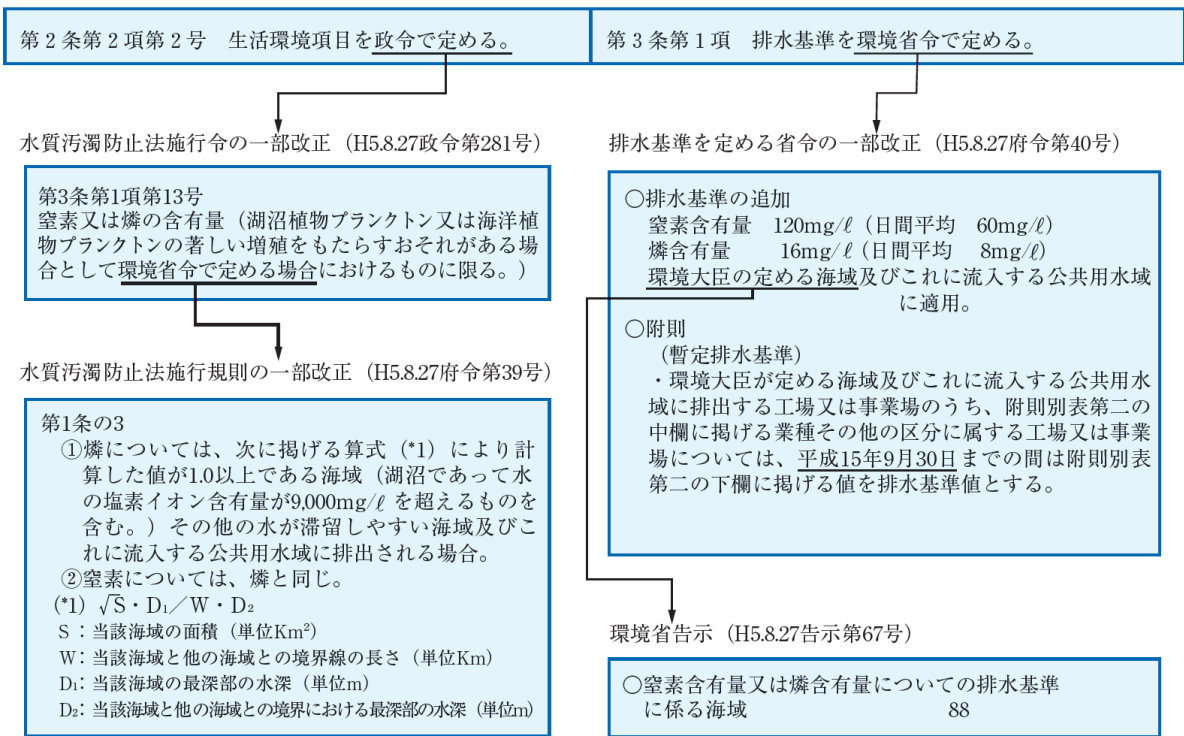 第2条第2項第2号　生活環境項目を政令で定める。
第3条第1項　排水基準を環境省令で定める。
水質汚濁防止法施行令の一部改正（H5.8.27政令第281号）
第3条第1項第13号
窒素又は燐の含有量（湖沼植物プランクトン又は海洋植
物プランクトンの著しい増殖をもたらすおそれがある場
合として環境省令で定める場合におけるものに限る。）
水質汚濁防止法施行規則の一部改正（H5.8.27府令第39号）
第1条の3
①燐については、次に掲げる算式（*1）により計
算した値が1.0以上である海域（湖沼であって水
の塩素イオン含有量が9,000mg/ℓを超えるものを
含む。）その他の水が滞留しやすい海域及びこ
れに流入する公共用水域に排出される場合。
②窒素については、燐と同じ。
（*1）√S・D₁／W・D₂
S：当該海域の面積（単位Km²）
W：当該海域と他の海域との境界線の長さ（単位Km）
D₁：当該海域の最深部の水深（単位m）
D₂：当該海域と他の海域との境界における最深部の水深（単位m）
排水基準を定める省令の一部改正（H5.8.27府令第40号）
○排水基準の追加
窒素含有量　120mg/ℓ（日間平均　60mg/ℓ）
燐含有量　16mg/ℓ（日間平均　8mg/ℓ）
環境大臣の定める海域及びこれに流入する公共用水域
に適用。
○附則
（暫定排水基準）
・環境大臣が定める海域及びこれに流入する公共用水
域に排出する工場又は事業場のうち、附則別表第二の
中欄に掲げる業種その他の区分に属する工場又は事業
場については、平成15年9月30日までの間は附則別表
第二の下欄に掲げる値を排水基準値とする。
環境省告示（H5.8.27告示第67号）
○窒素含有量又は燐含有量についての排水基準
に係る海域　88